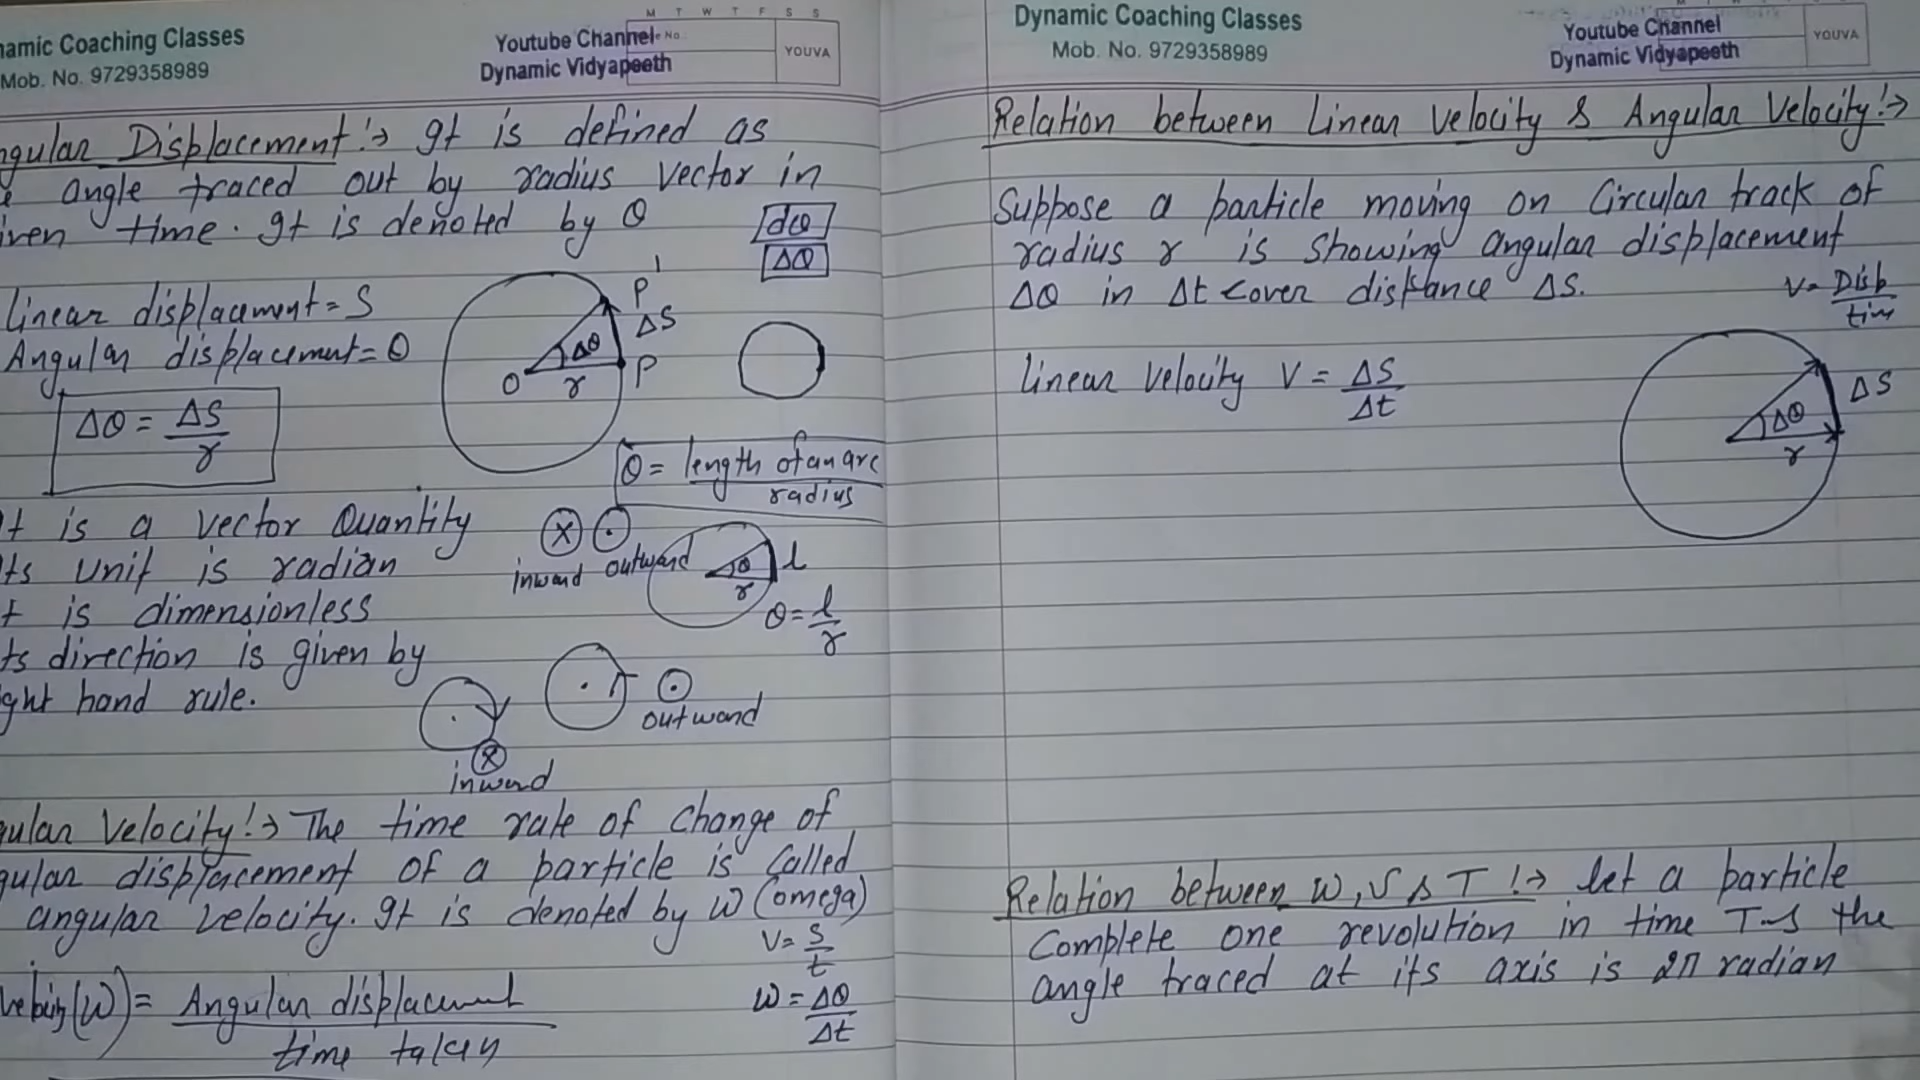 namic Coaching Classes
Mob. No. 9729358989
Youtube Channel
Dynamic Vidyapeeth
M T W T F S S
e No.
YOUVA
ngular Displacement :→ It is defined as
e angle traced out by radius vector in
iven time. It is denoted by θ
dθ
Δθ
linear displacement = S
Angular displacement = θ
Δθ = ΔS/r
P'
ΔS
Δθ
O
r
P
θ = length of an arc/radius
t is a vector Quantity
ts unit is radian
t is dimensionless
ts direction is given by
ght hand rule.
inward outward
θ
l
r
θ = l/r
outward
inward
gular Velocity :→ The time rate of change of
gular displacement of a particle is called
angular velocity. It is denoted by ω (omega)
V = S/t
velocity (ω) = Angular displacement/time taken
ω = Δθ/Δt
Dynamic Coaching Classes
Mob. No. 9729358989
Youtube Channel
Dynamic Vidyapeeth
YOUVA
Relation between Linear Velocity & Angular Velocity :→
Suppose a particle moving on Circular track of
radius r is showing angular displacement
Δθ in Δt cover distance ΔS.
V = Disp/time
linear velocity V = ΔS/Δt
ΔS
Δθ
r
Relation between ω, ν & T :→ let a particle
Complete one revolution in time T the
angle traced at its axis is 2π radian